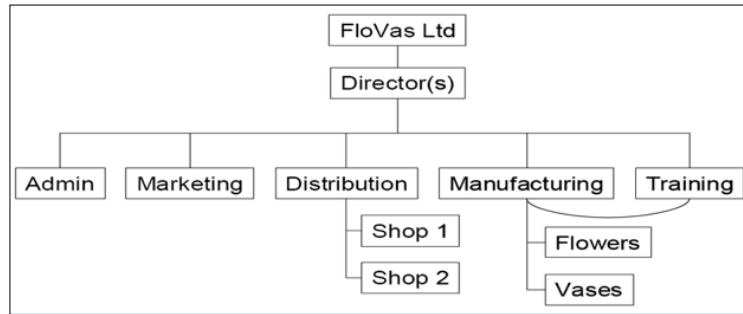 FloVas Ltd
Director(s)
Admin
Marketing
Distribution
Manufacturing
Training
Shop 1
Flowers
Shop 2
Vases